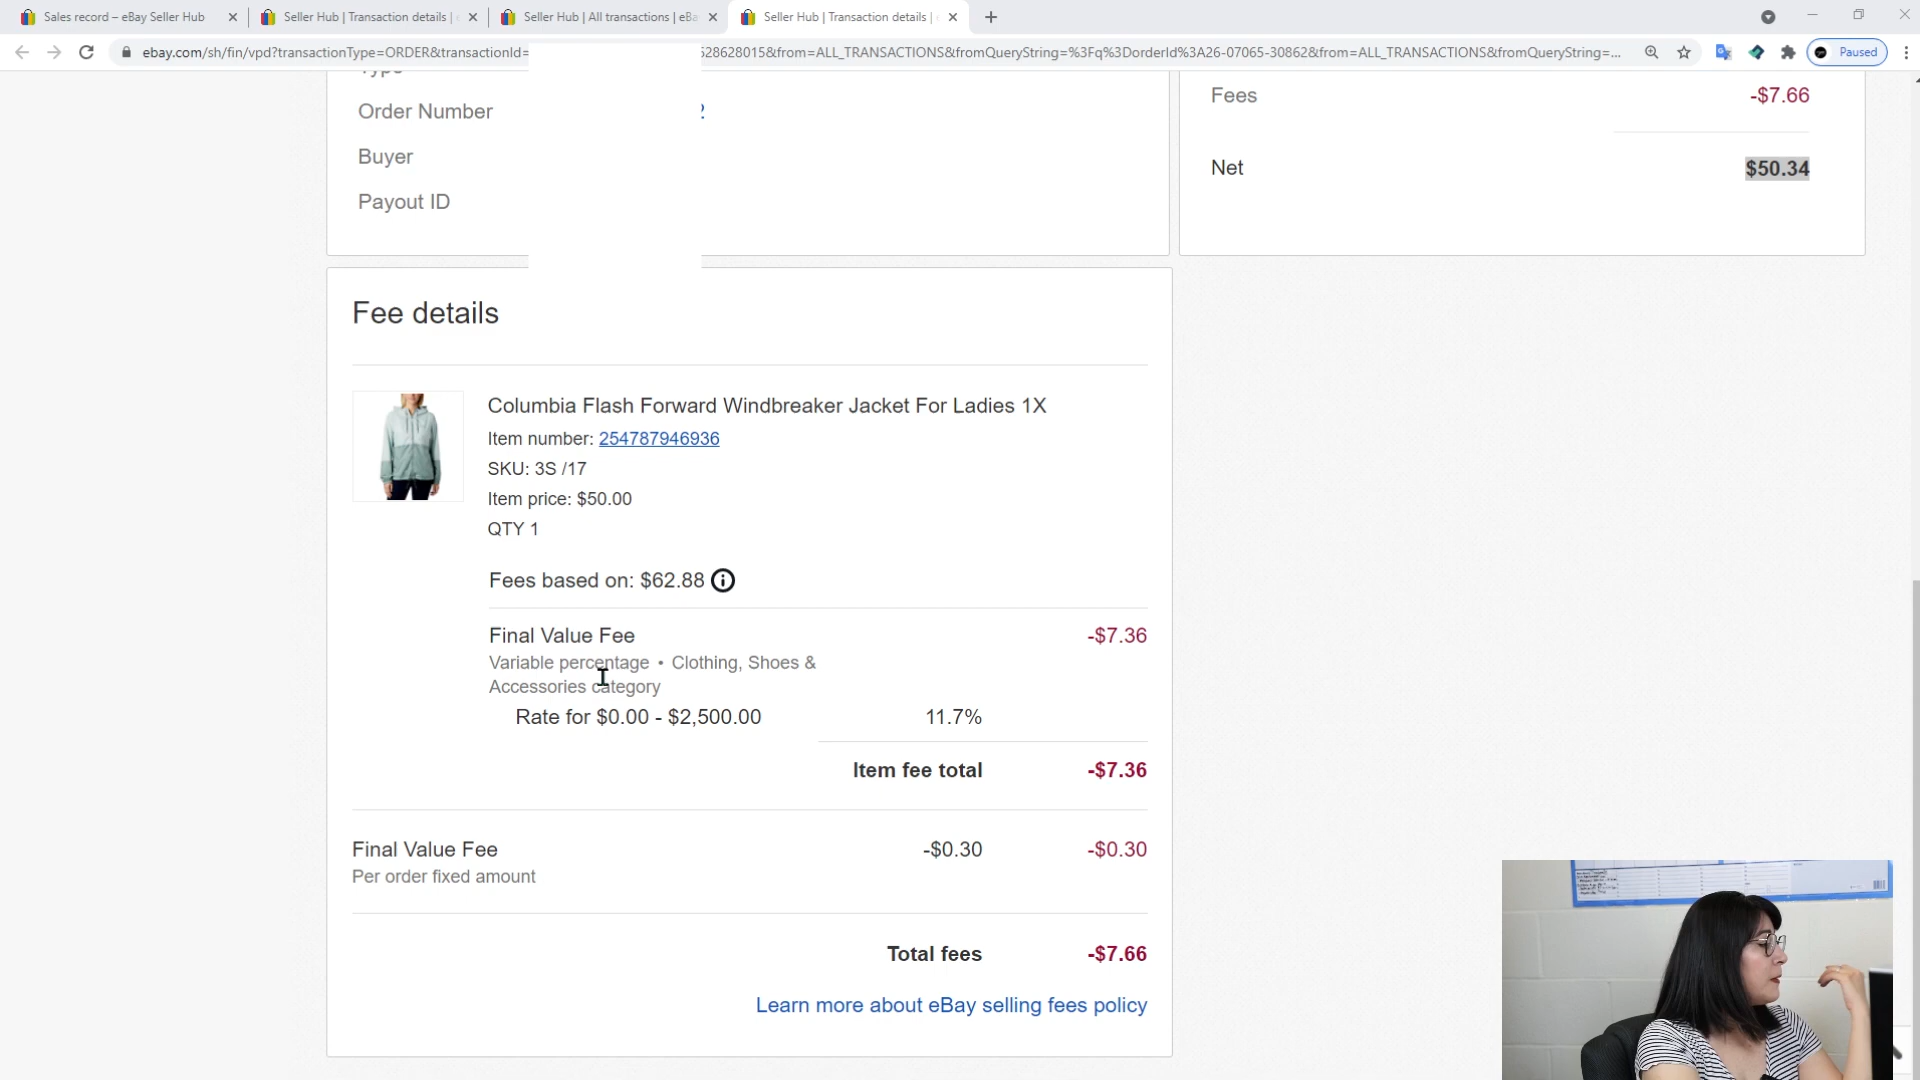 Sales record – eBay Seller Hub
Seller Hub | Transaction details |
Seller Hub | All transactions | eBa
Seller Hub | Transaction details |
ebay.com/sh/fin/vpd?transactionType=ORDER&transactionId=
528628015&from=ALL_TRANSACTIONS&fromQueryString=%3Fq%3DorderId%3A26-07065-30862&from=ALL_TRANSACTIONS&fromQueryString=...
Paused
Type
Order Number
2
Buyer
Payout ID
Fees -$7.66
Net $50.34
Fee details
Columbia Flash Forward Windbreaker Jacket For Ladies 1X
Item number: 254787946936
SKU: 3S /17
Item price: $50.00
QTY 1
Fees based on: $62.88
Final Value Fee -$7.36
Variable percentage • Clothing, Shoes &
Accessories category
Rate for $0.00 - $2,500.00 11.7%
Item fee total -$7.36
Final Value Fee -$0.30 -$0.30
Per order fixed amount
Total fees -$7.66
Learn more about eBay selling fees policy